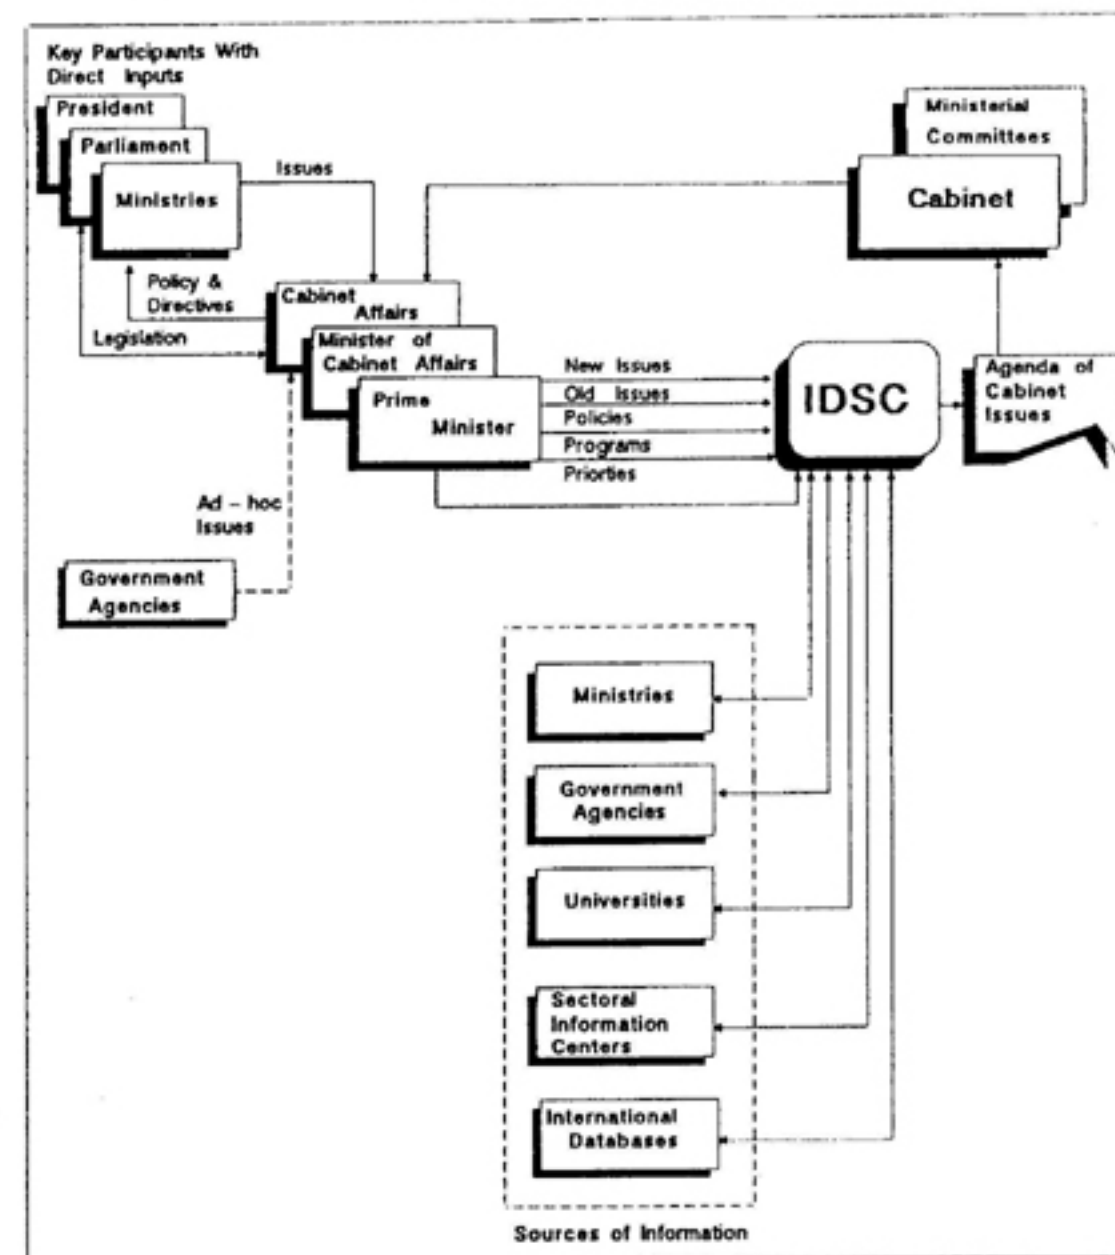 Key Participants With
Direct Inputs
President
Parliament
Ministries
Issues
Ministerial
Committees
Cabinet
Policy &
Directives
Legislation
Cabinet
Affairs
Minister of
Cabinet Affairs
Prime
Minister
New Issues
Old Issues
Policies
Programs
Priorties
IDSC
Agenda of
Cabinet
Issues
Ad - hoc
Issues
Government
Agencies
Ministries
Government
Agencies
Universities
Sectoral
Information
Centers
International
Databases
Sources of Information